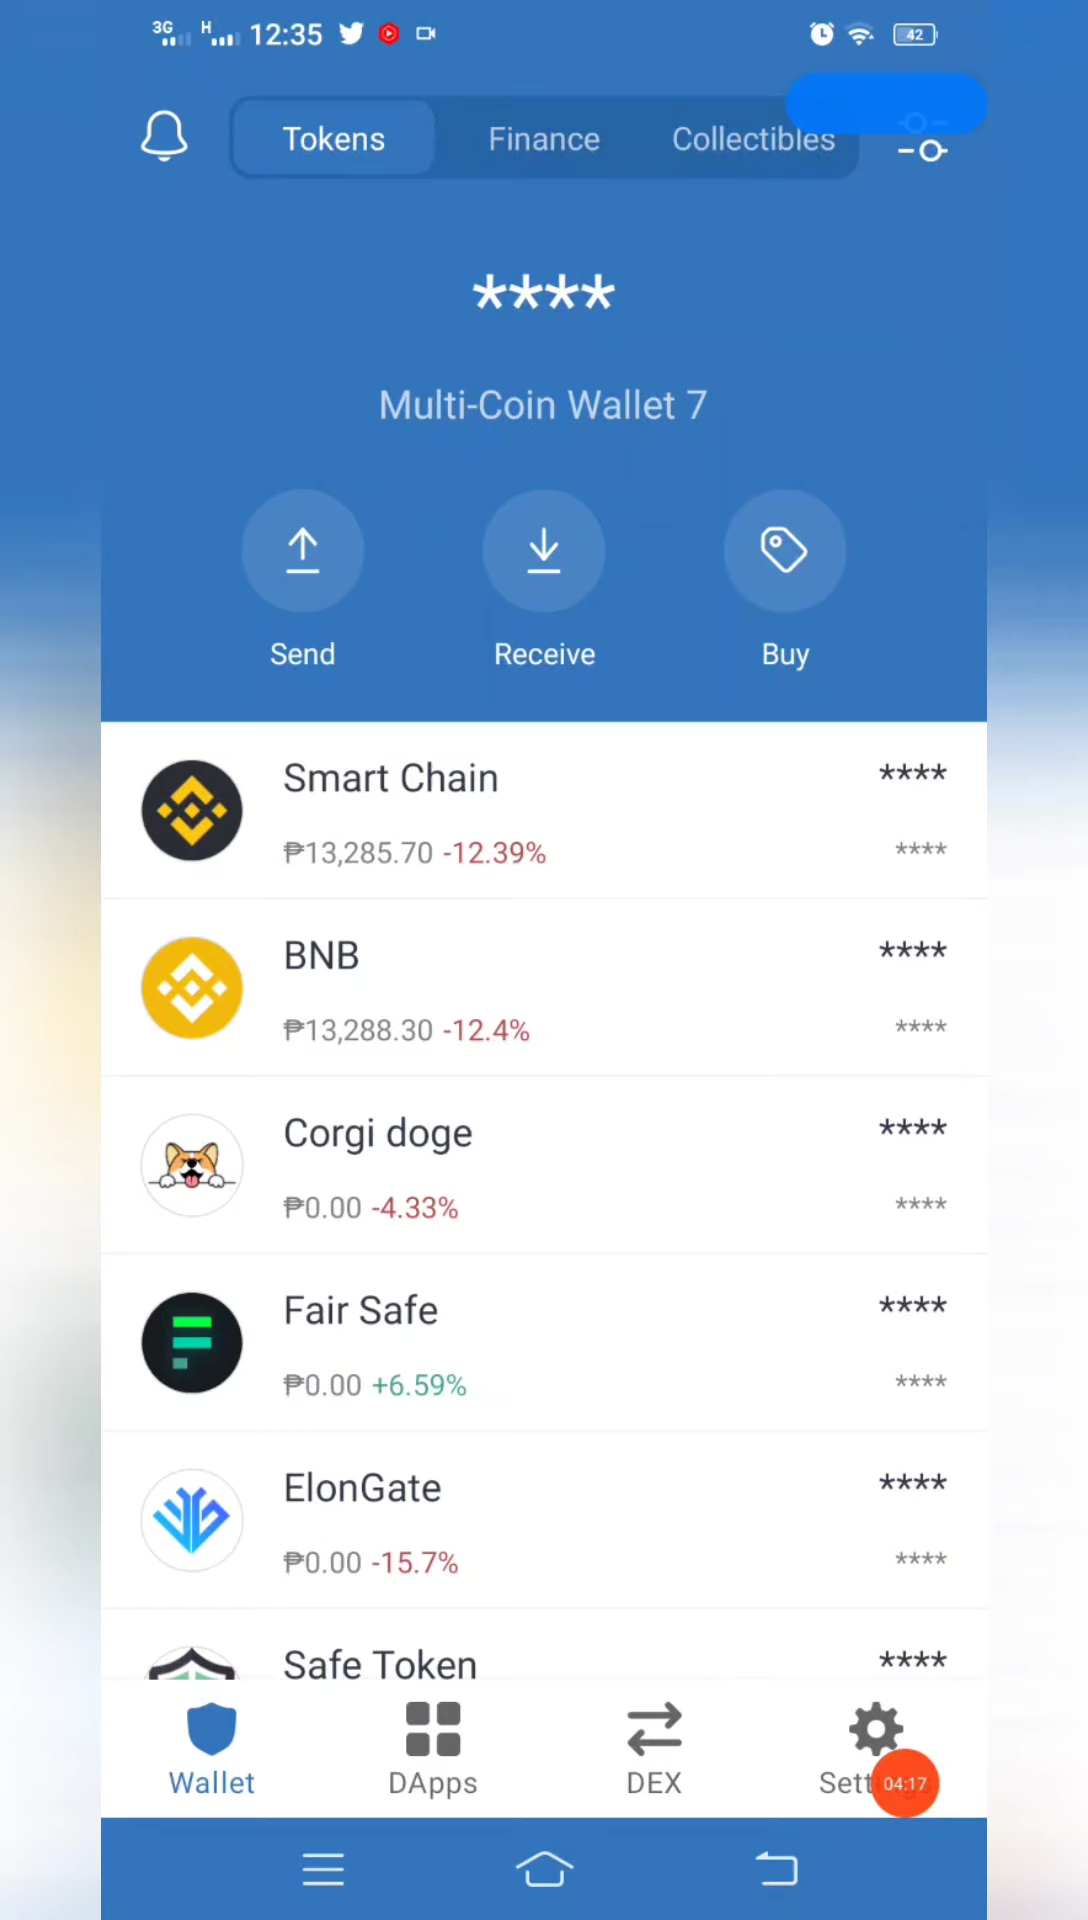 3G H 12:35 42
Tokens Finance Collectibles
****
Multi-Coin Wallet 7
Send Receive Buy
Smart Chain ****
₱13,285.70 -12.39% ****
BNB ****
₱13,288.30 -12.4% ****
Corgi doge ****
₱0.00 -4.33% ****
Fair Safe ****
₱0.00 +6.59% ****
ElonGate ****
₱0.00 -15.7% ****
Safe Token ****
Wallet DApps DEX
04:17